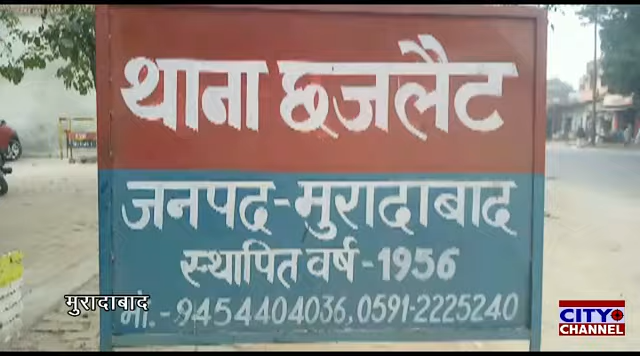 थाना छजलैट
जनपद-मुरादाबाद
स्थापित वर्ष-1956
मो.-9454404036, 0591-2225240
मुरादाबाद
CITY
CHANNEL